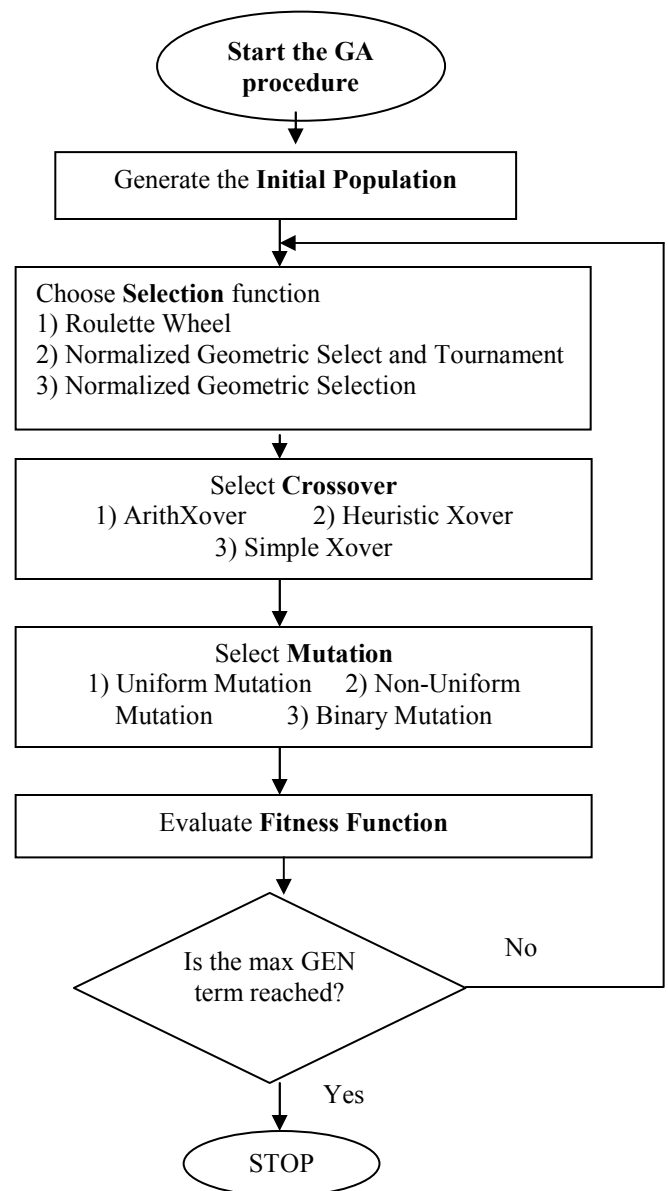 Start the GA
procedure
Generate the Initial Population
Choose Selection function
1) Roulette Wheel
2) Normalized Geometric Select and Tournament
3) Normalized Geometric Selection
Select Crossover
1) ArithXover 2) Heuristic Xover
3) Simple Xover
Select Mutation
1) Uniform Mutation 2) Non-Uniform
Mutation 3) Binary Mutation
Evaluate Fitness Function
Is the max GEN
term reached?
No
Yes
STOP